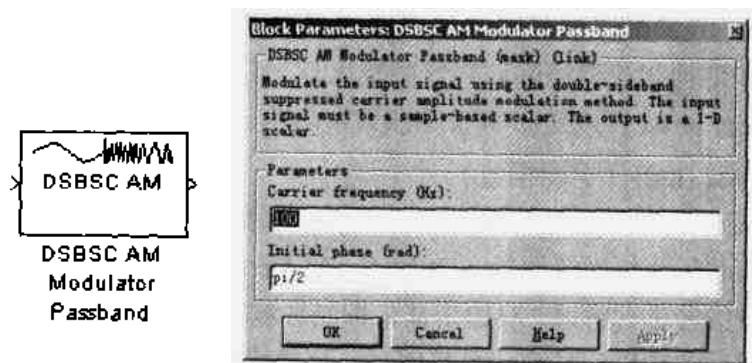 DSBSC AM
DSBSC AM
Modulator
Passband
Block Parameters: DSBSC AM Modulator Passband
DSBSC AM Modulator Passband (mask) (link)
Modulate the input signal using the double-sideband
suppressed carrier amplitude modulation method. The input
signal must be a sample-based scalar. The output is a 1-D
scalar.
Parameters
Carrier frequency (Hz):
100
Initial phase (rad):
pi/2
OK
Cancel
Help
Apply